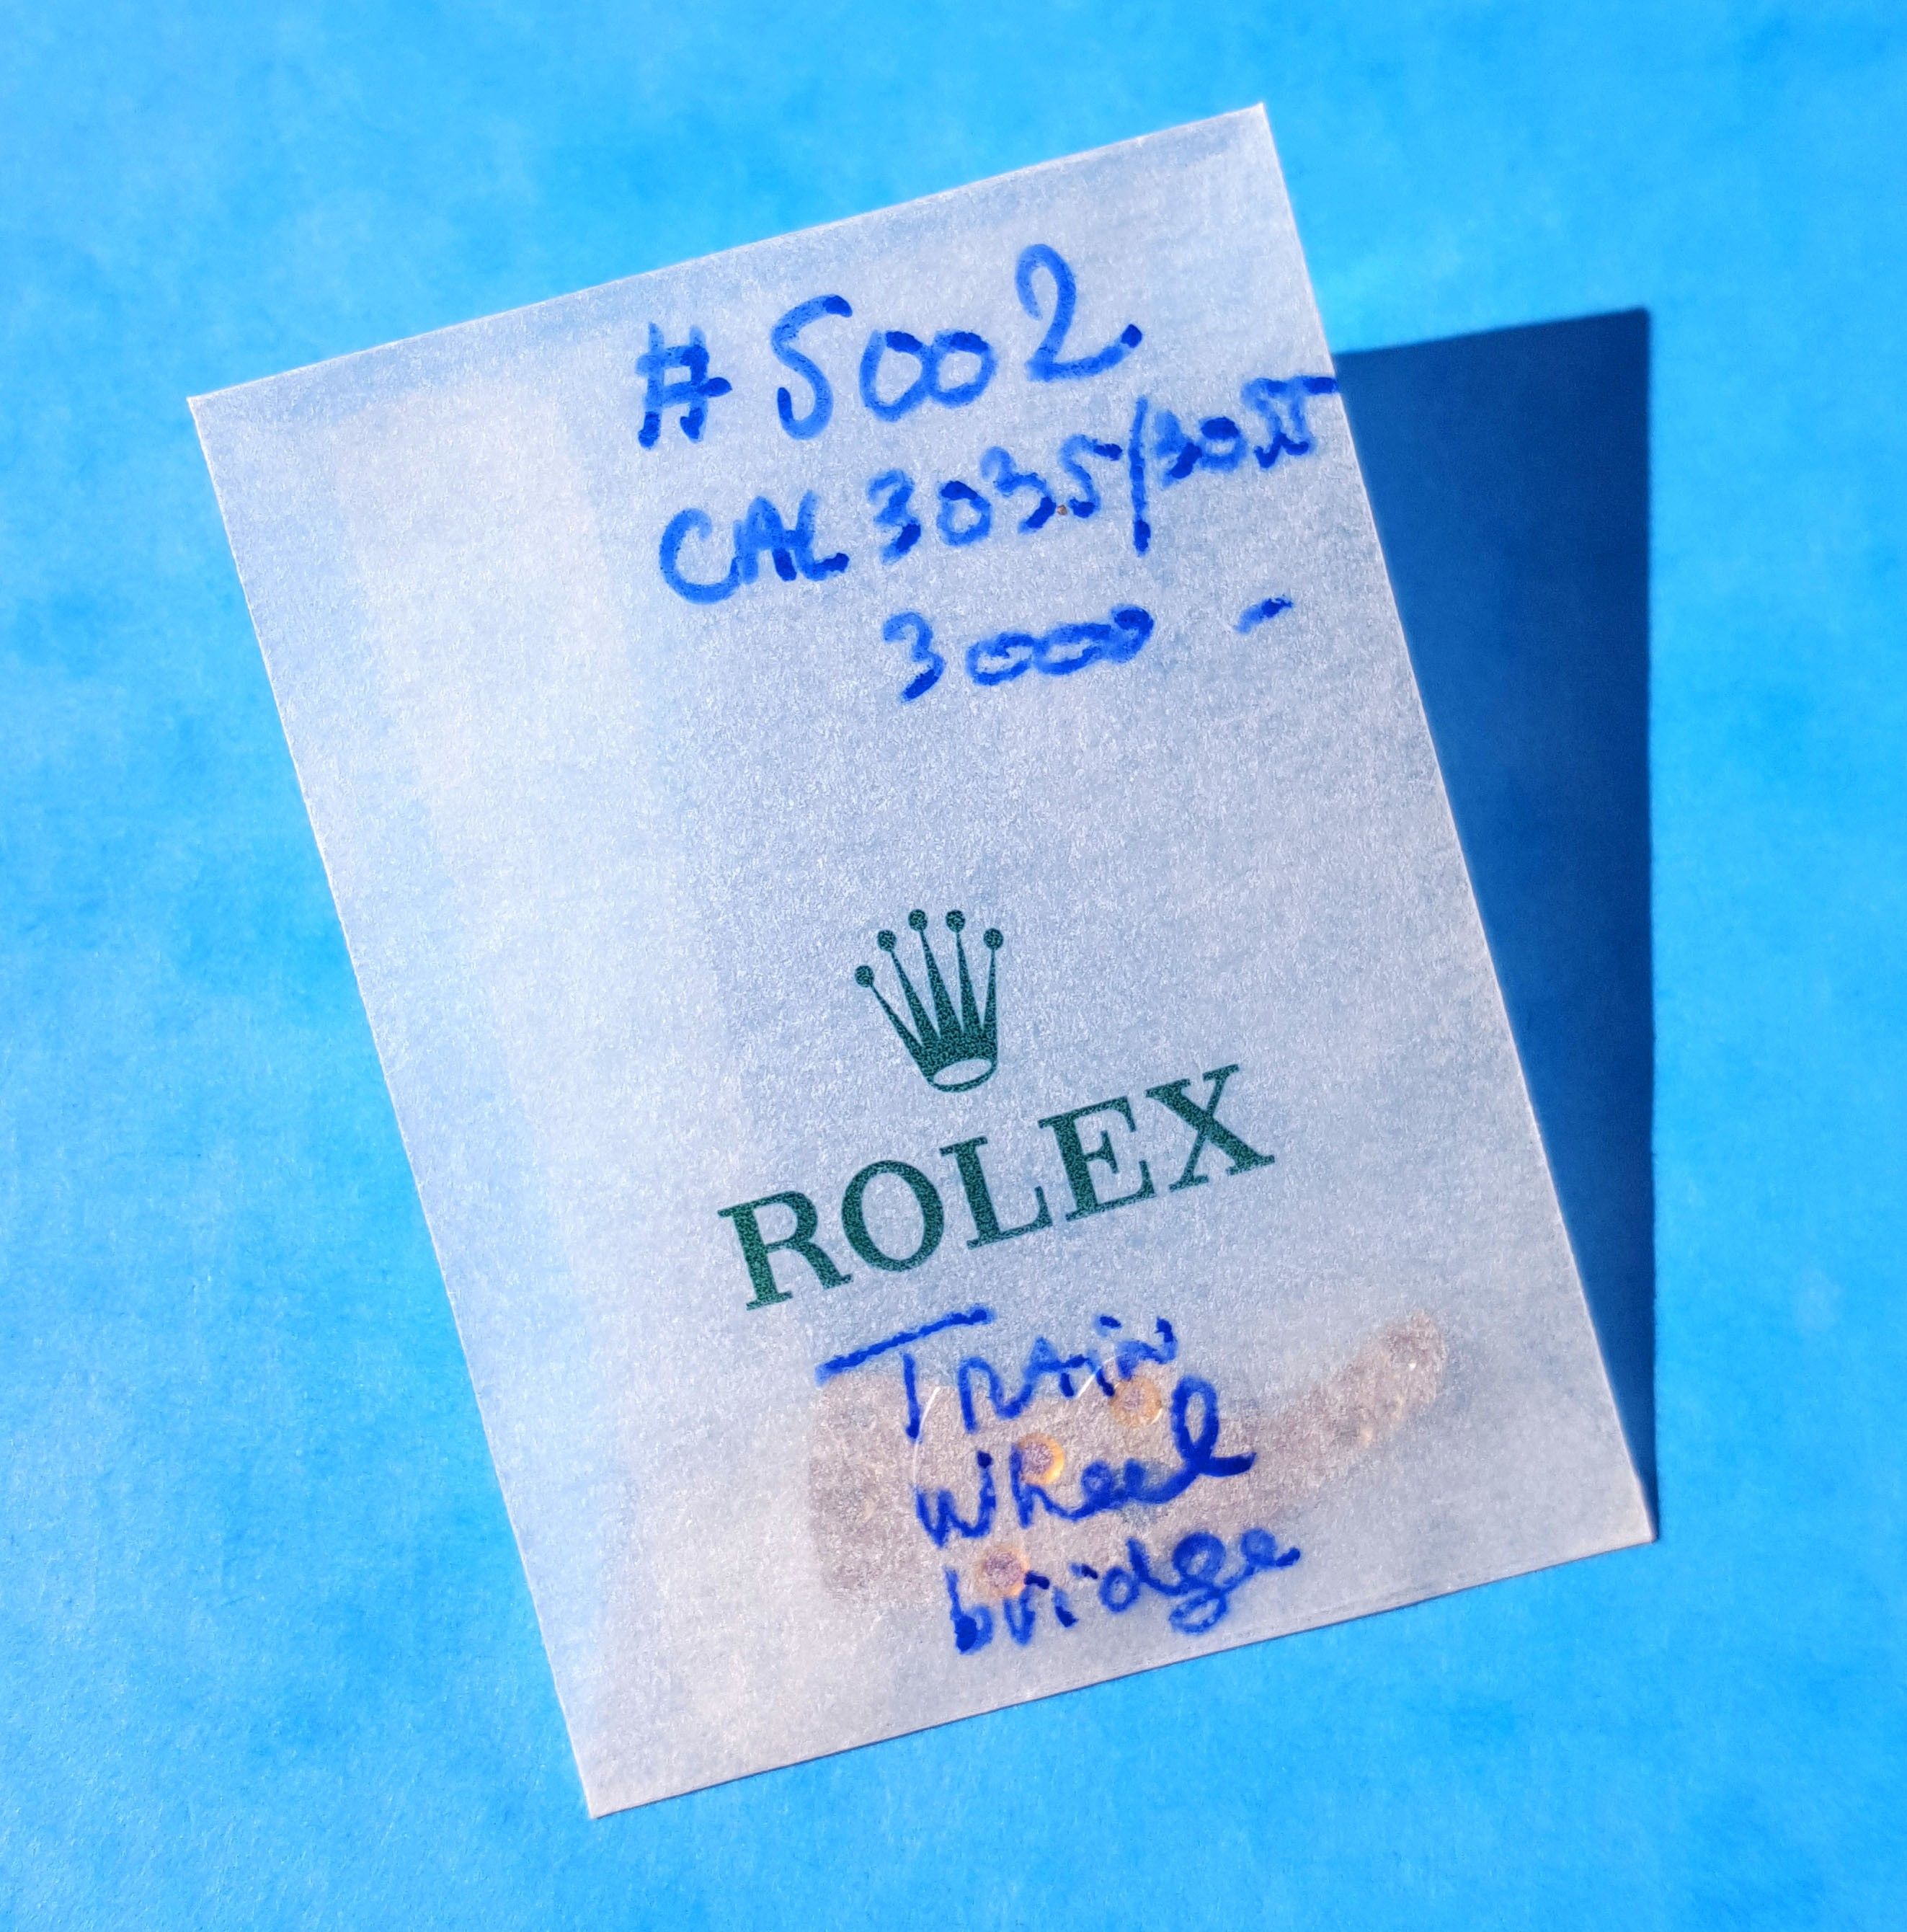 # 5002
CAL 3035/3055
3000 -
ROLEX
Train
wheel
bridge